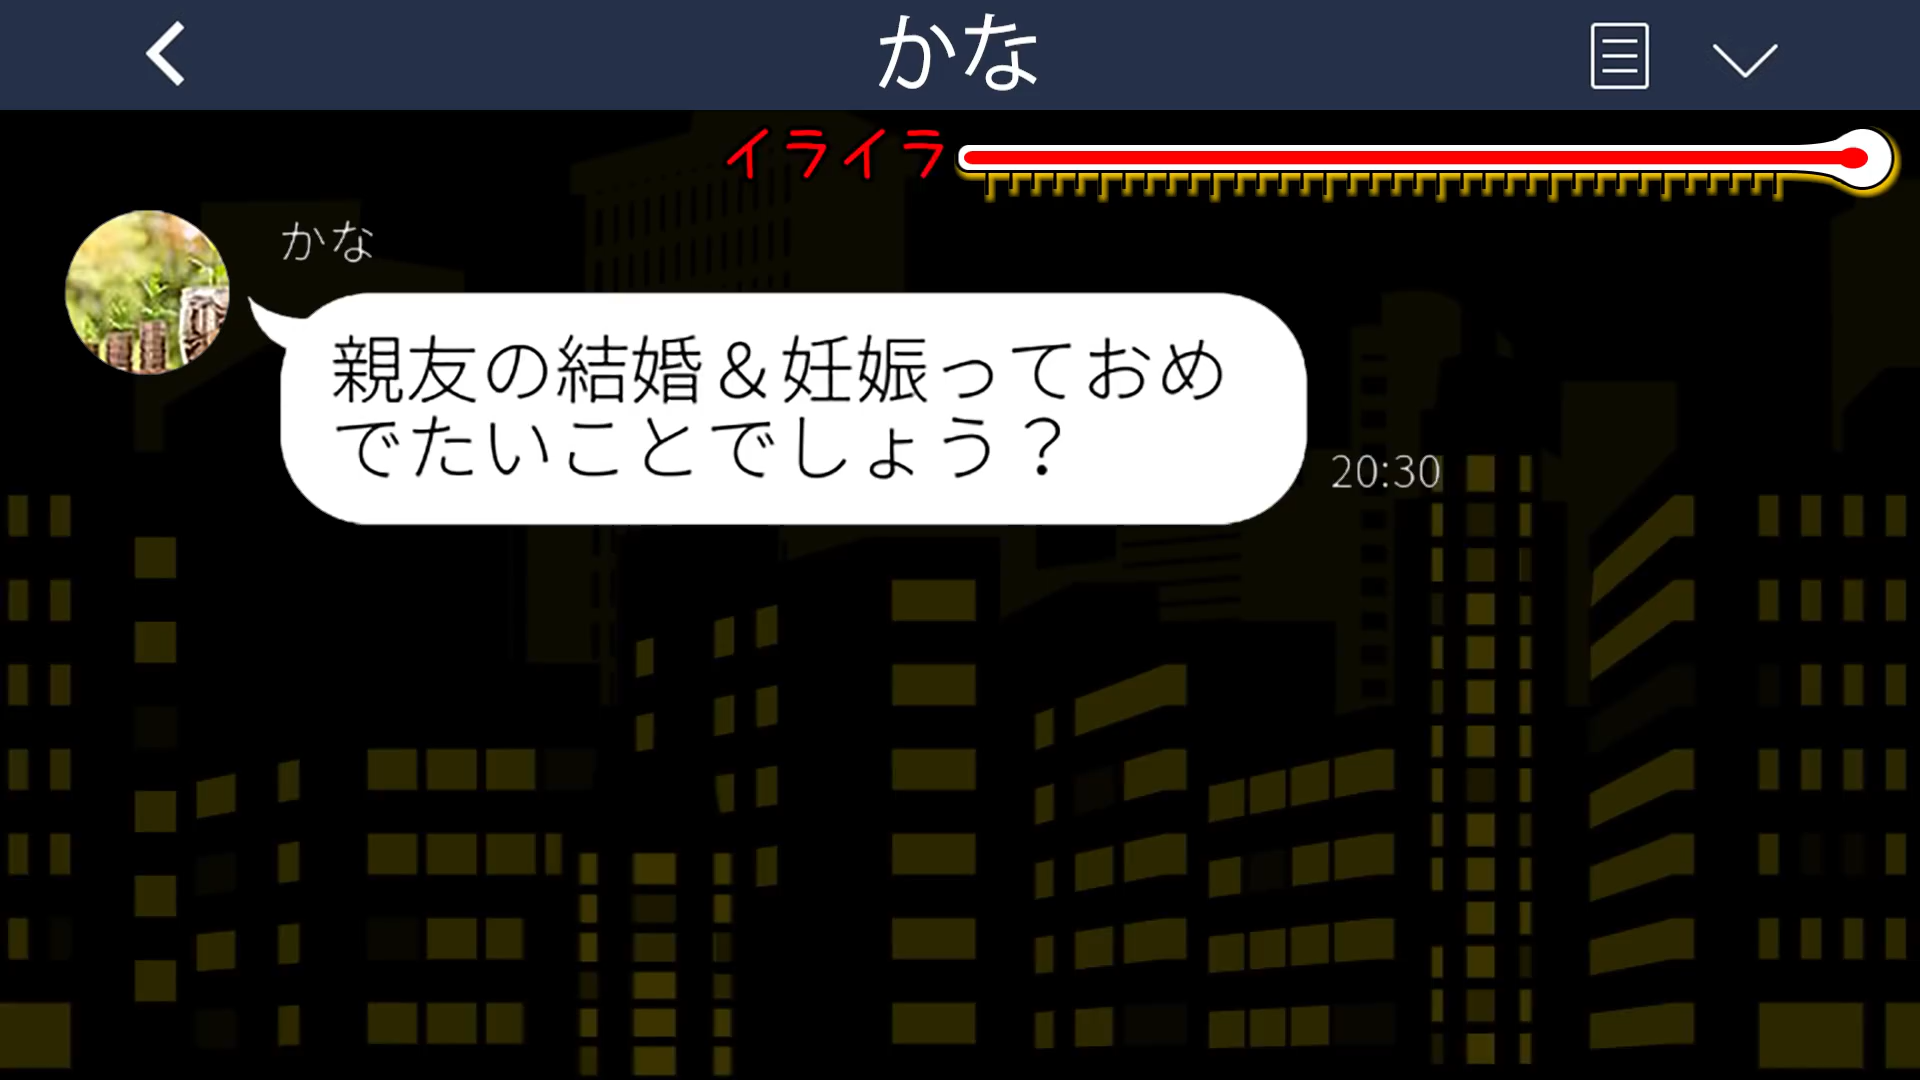 かな
イライラ
かな
親友の結婚＆妊娠っておめ
でたいことでしょう？
20:30